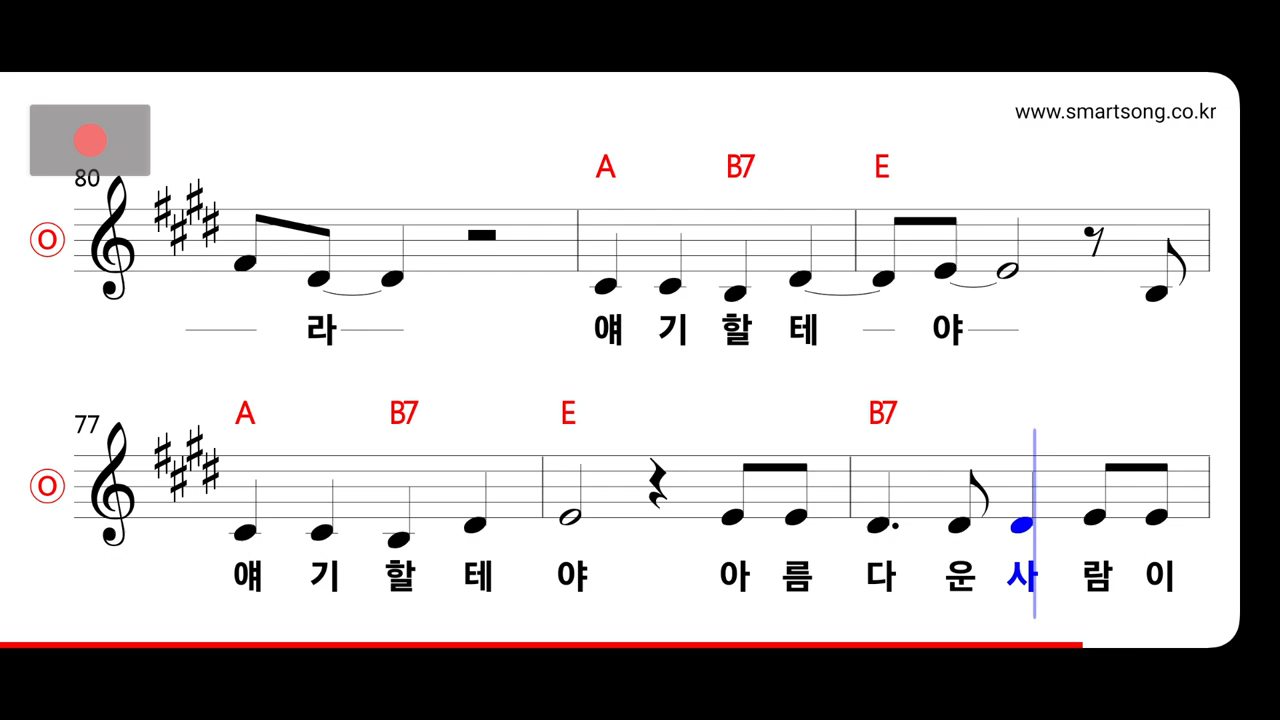 www.smartsong.co.kr
80
A B7 E
O
라 얘 기 할 테 야
77
A B7 E B7
O
얘 기 할 테 야 아 름 다 운 사 람 이